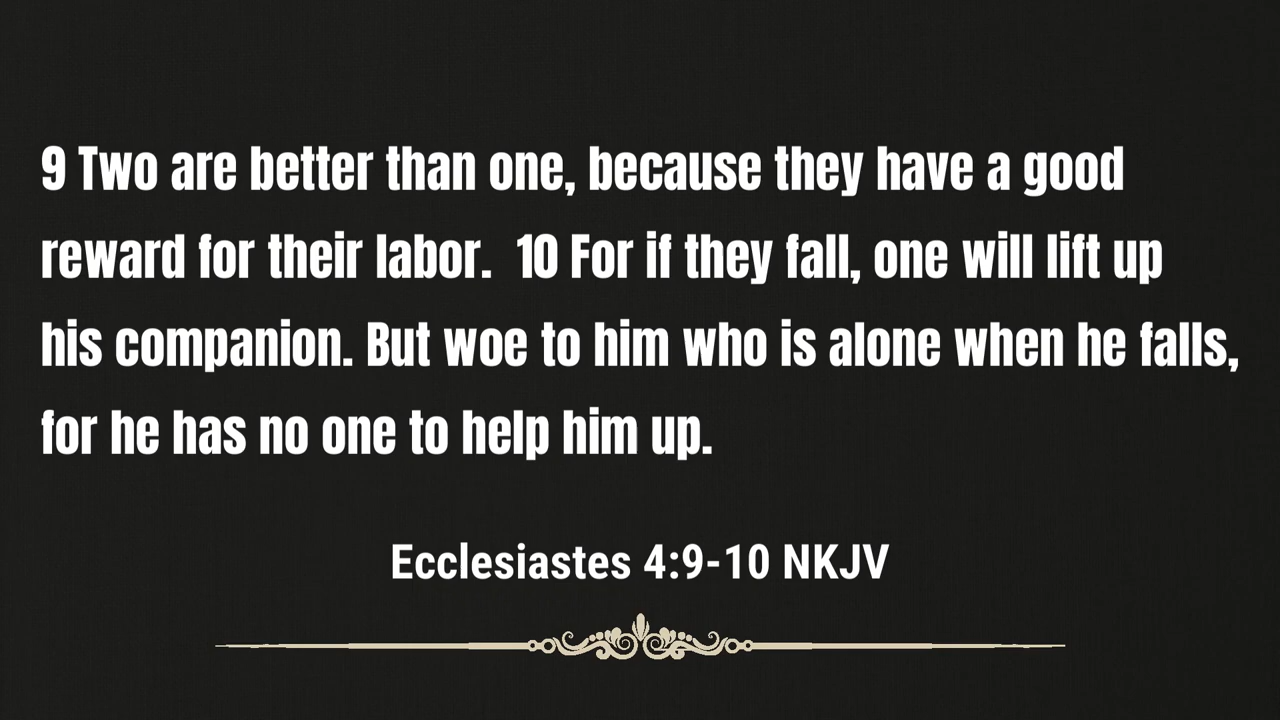 9 Two are better than one, because they have a good
reward for their labor.  10 For if they fall, one will lift up
his companion. But woe to him who is alone when he falls,
for he has no one to help him up.
Ecclesiastes 4:9-10 NKJV